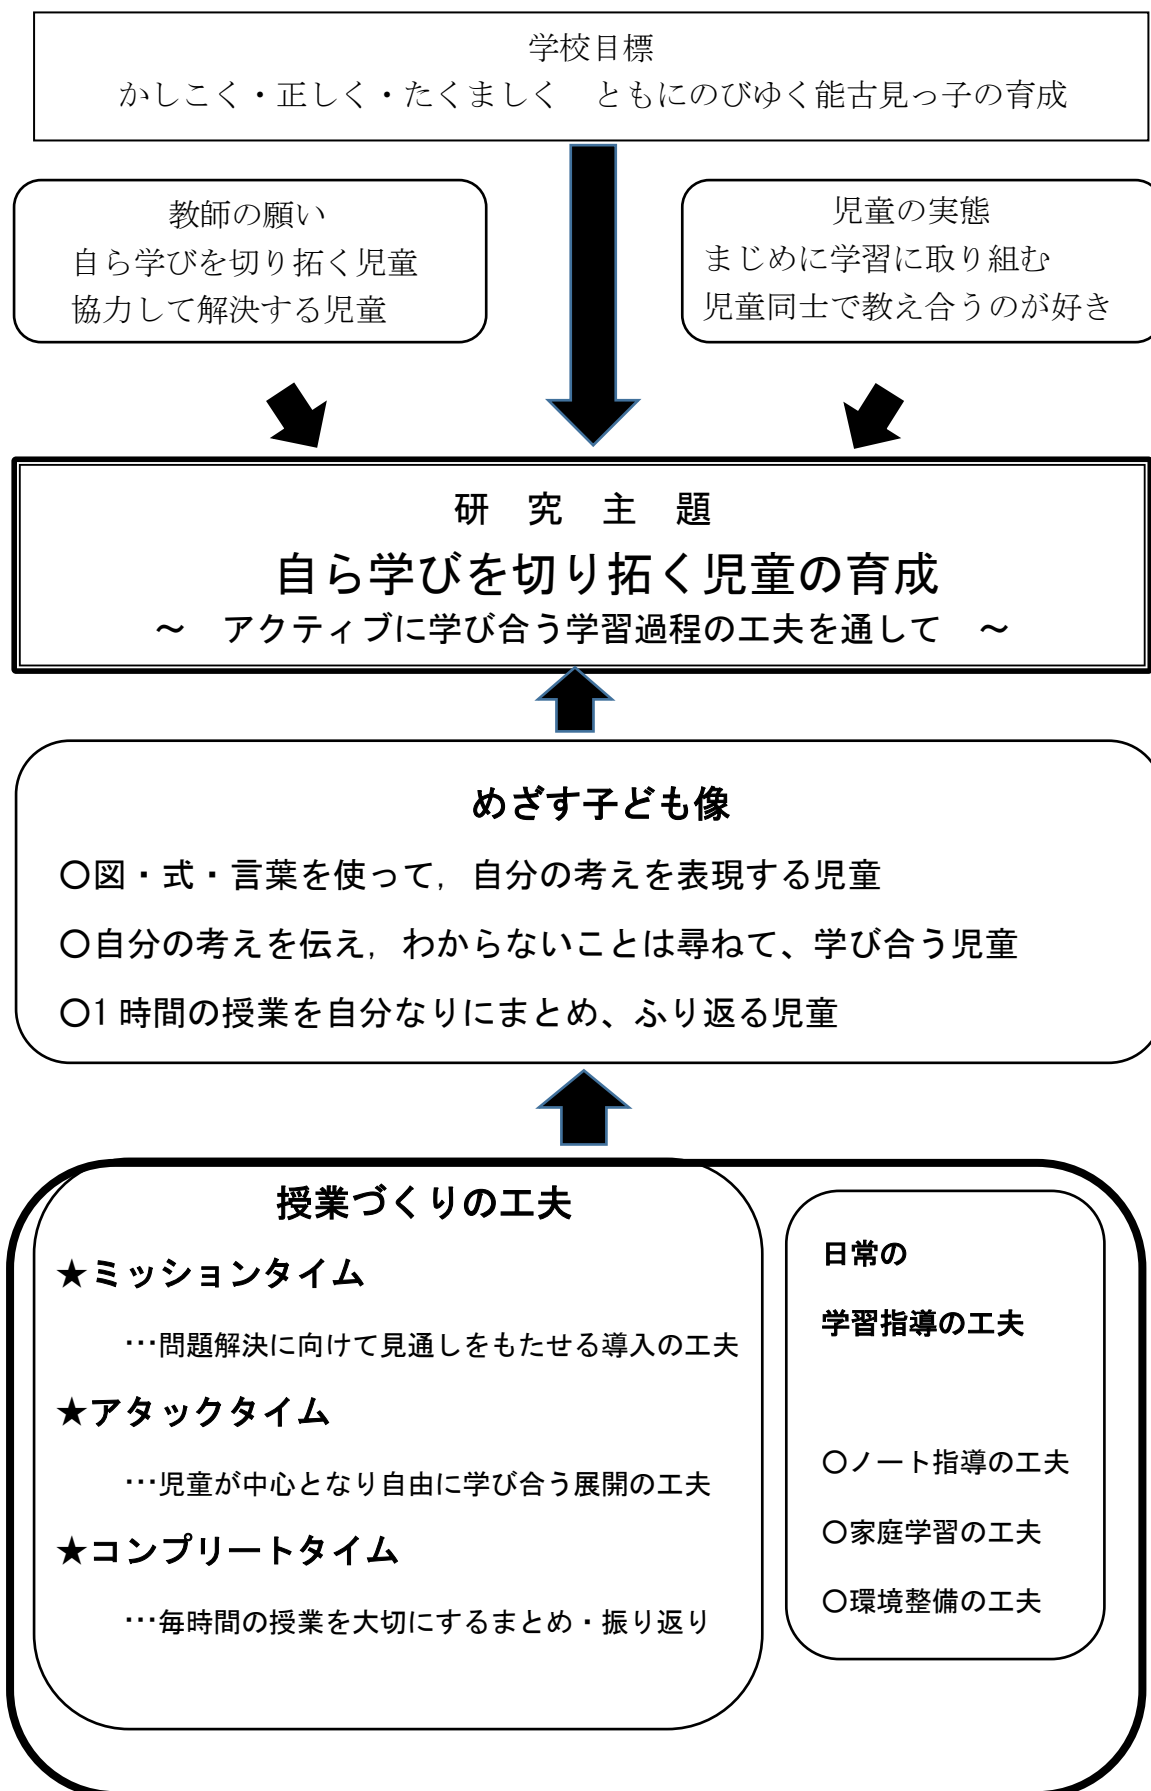 学校目標
かしこく・正しく・たくましく　ともにのびゆく能古見っ子の育成
教師の願い
自ら学びを切り拓く児童
協力して解決する児童
児童の実態
まじめに学習に取り組む
児童同士で教え合うのが好き
研　究　主　題
自ら学びを切り拓く児童の育成
～　アクティブに学び合う学習過程の工夫を通して　～
めざす子ども像
○図・式・言葉を使って，自分の考えを表現する児童
○自分の考えを伝え，わからないことは尋ねて、学び合う児童
○1時間の授業を自分なりにまとめ、ふり返る児童
授業づくりの工夫
★ミッションタイム
…問題解決に向けて見通しをもたせる導入の工夫
★アタックタイム
…児童が中心となり自由に学び合う展開の工夫
★コンプリートタイム
…毎時間の授業を大切にするまとめ・振り返り
日常の
学習指導の工夫
○ノート指導の工夫
○家庭学習の工夫
○環境整備の工夫